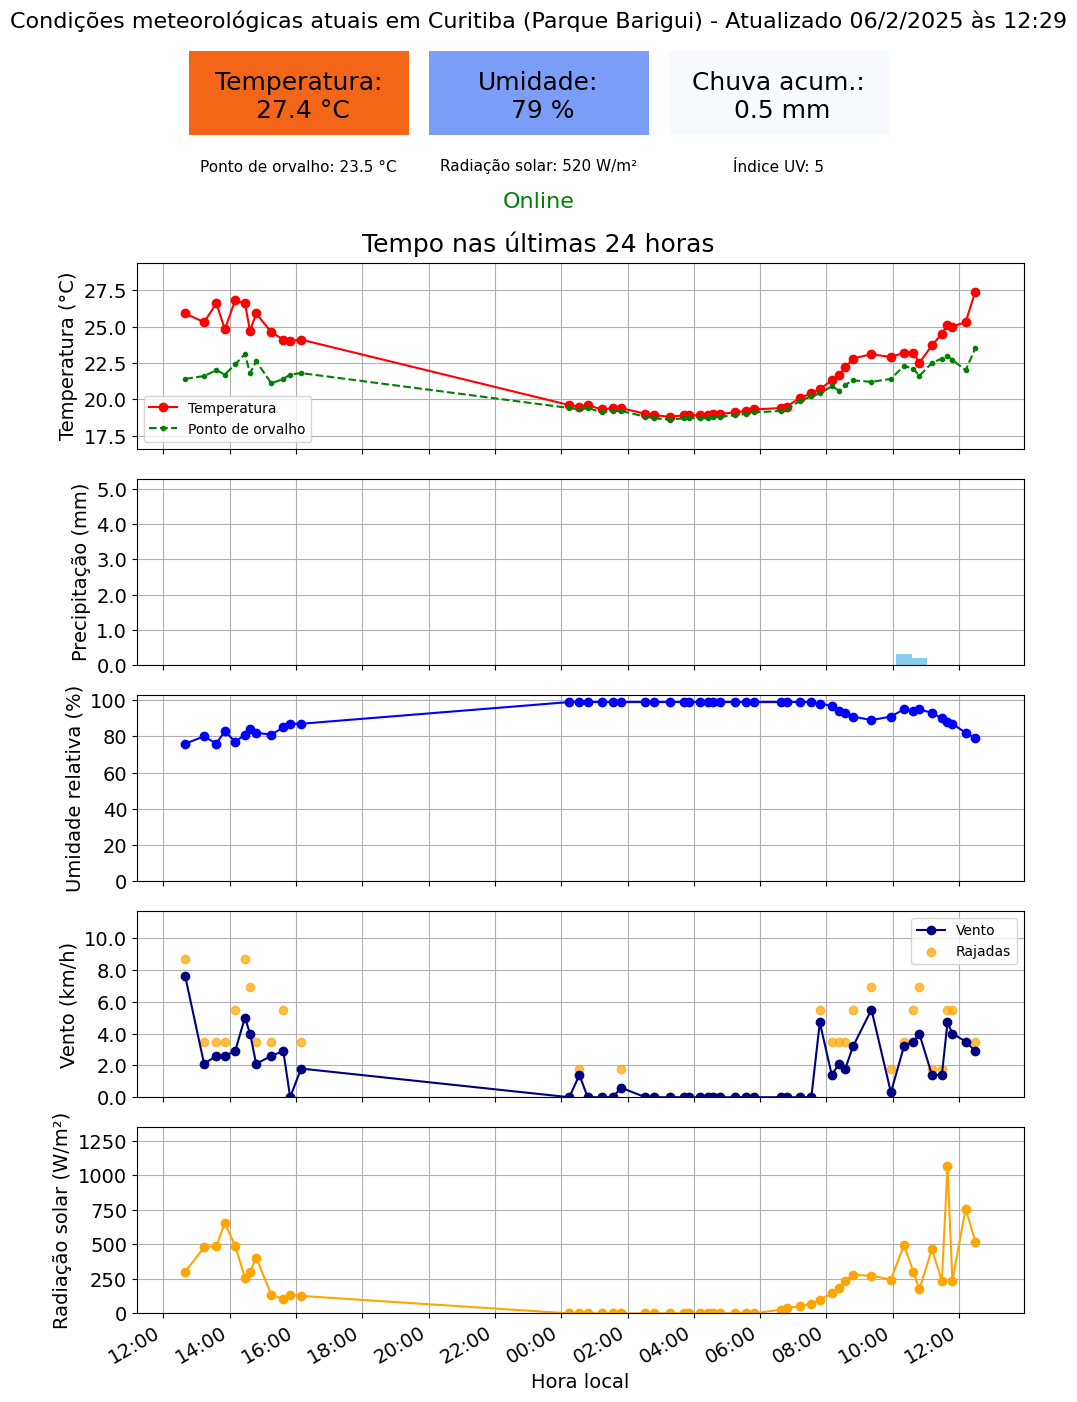 Condições meteorológicas atuais em Curitiba (Parque Barigui) - Atualizado 06/2/2025 às 12:29
Temperatura:
27.4 °C
Umidade:
79 %
Chuva acum.:
0.5 mm
Ponto de orvalho: 23.5 °C
Radiação solar: 520 W/m²
Índice UV: 5
Online
Tempo nas últimas 24 horas
Temperatura (°C)
27.5
25.0
22.5
20.0
17.5
Temperatura
Ponto de orvalho
Precipitação (mm)
5.0
4.0
3.0
2.0
1.0
0.0
Umidade relativa (%)
100
80
60
40
20
0
Vento (km/h)
10.0
8.0
6.0
4.0
2.0
0.0
Vento
Rajadas
Radiação solar (W/m²)
1250
1000
750
500
250
0
12:00
14:00
16:00
18:00
20:00
22:00
00:00
02:00
04:00
06:00
08:00
10:00
12:00
Hora local